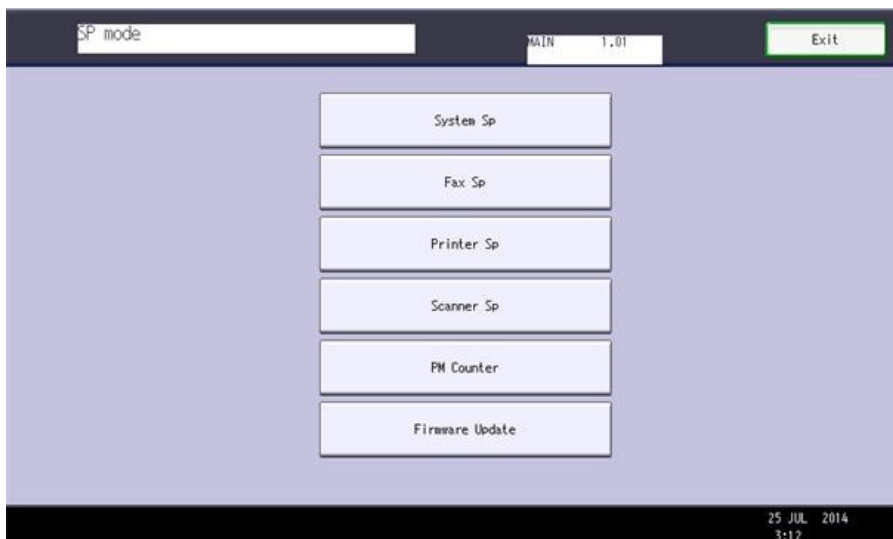 SP mode
MAIN 1.01
Exit
System Sp
Fax Sp
Printer Sp
Scanner Sp
PM Counter
Firmware Update
25 JUL 2014
3:12